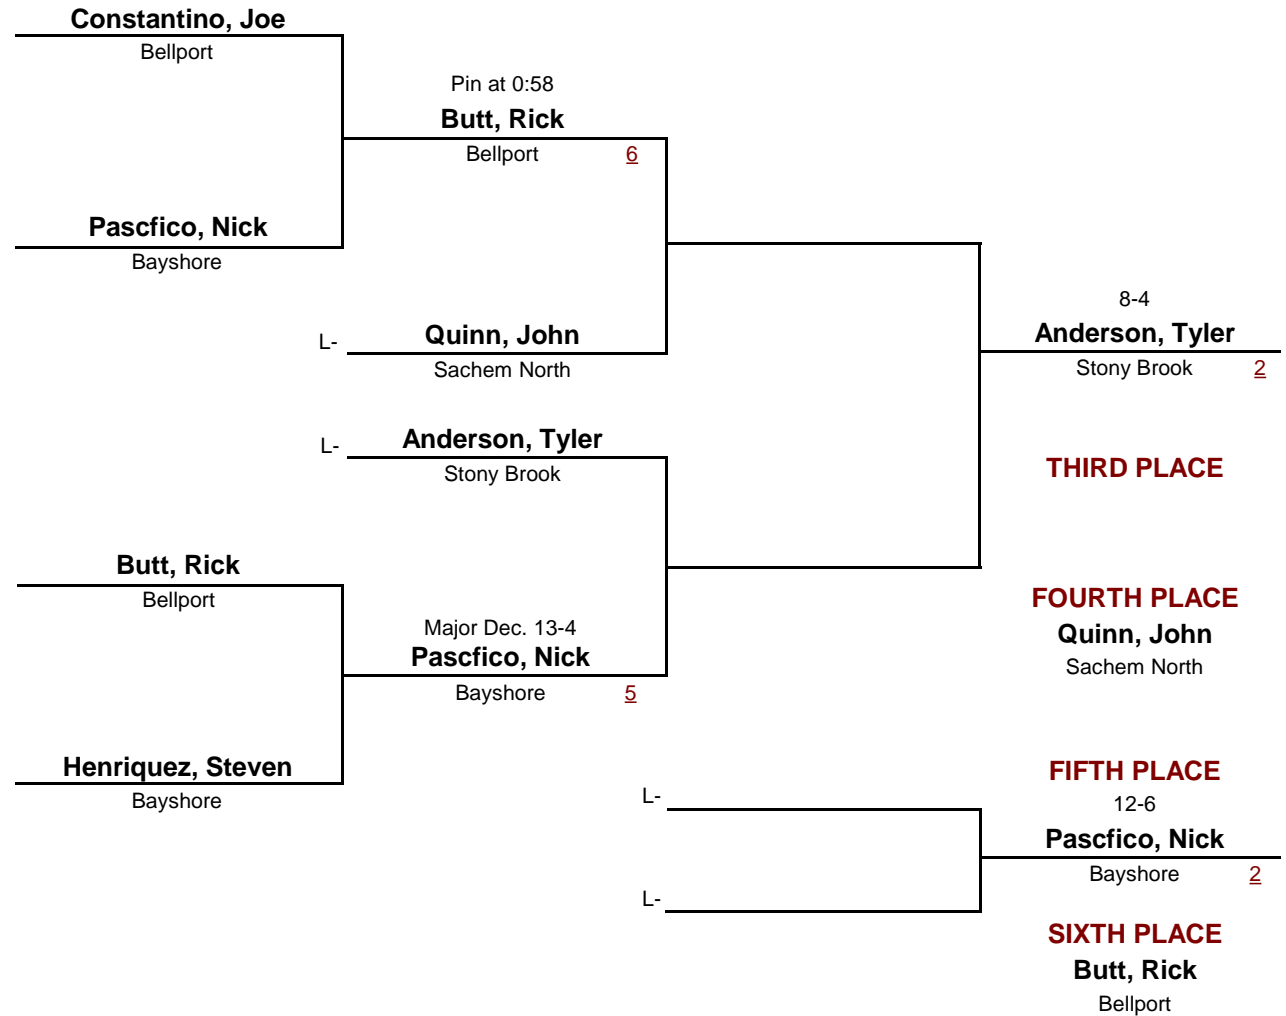 Constantino, Joe
Bellport
Pin at 0:58
Butt, Rick
Bellport 6
Pascfico, Nick
Bayshore
L- Quinn, John
Sachem North
8-4
Anderson, Tyler
Stony Brook 2
L- Anderson, Tyler
Stony Brook
THIRD PLACE
Butt, Rick
Bellport
FOURTH PLACE
Quinn, John
Sachem North
Major Dec. 13-4
Pascfico, Nick
Bayshore 5
Henriquez, Steven
Bayshore
FIFTH PLACE
L-
12-6
Pascfico, Nick
Bayshore 2
L-
SIXTH PLACE
Butt, Rick
Bellport